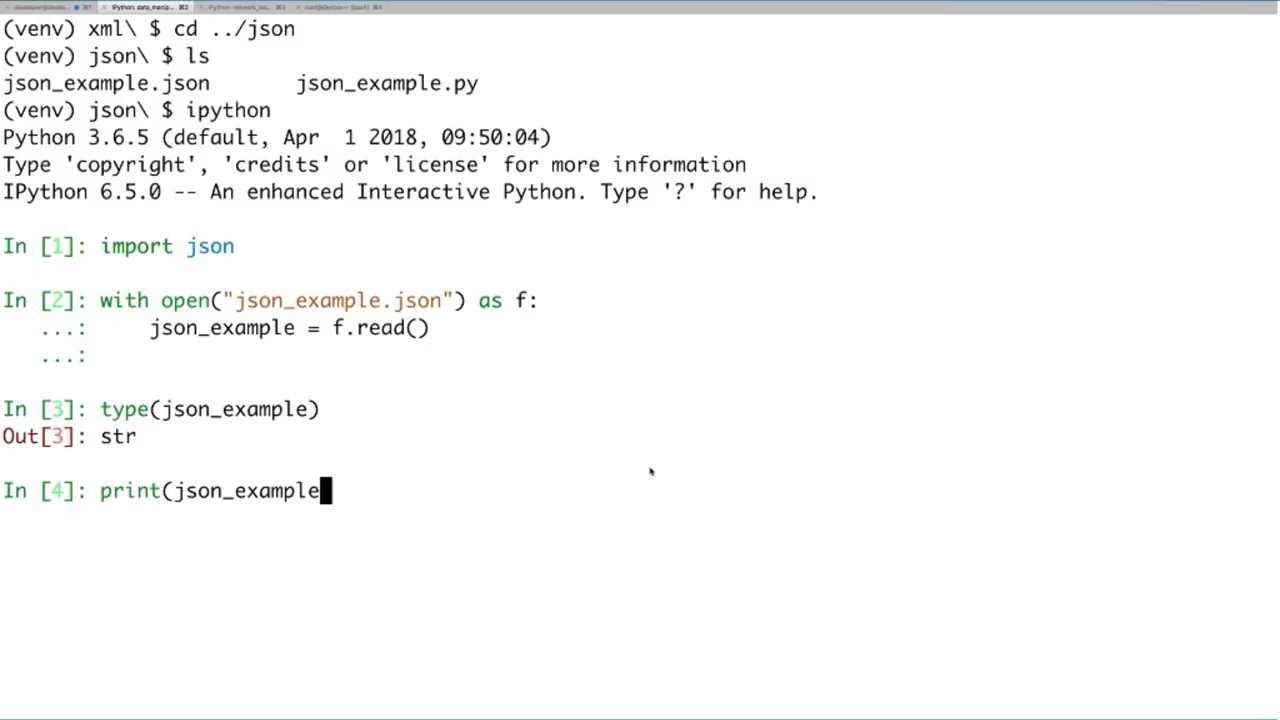 IPython: data_manip...
(venv) xml\ $ cd ../json
(venv) json\ $ ls
json_example.json       json_example.py
(venv) json\ $ ipython
Python 3.6.5 (default, Apr  1 2018, 09:50:04)
Type 'copyright', 'credits' or 'license' for more information
IPython 6.5.0 -- An enhanced Interactive Python. Type '?' for help.
In [1]: import json
In [2]: with open("json_example.json") as f:
   ...:     json_example = f.read()
   ...:
In [3]: type(json_example)
Out[3]: str
In [4]: print(json_example